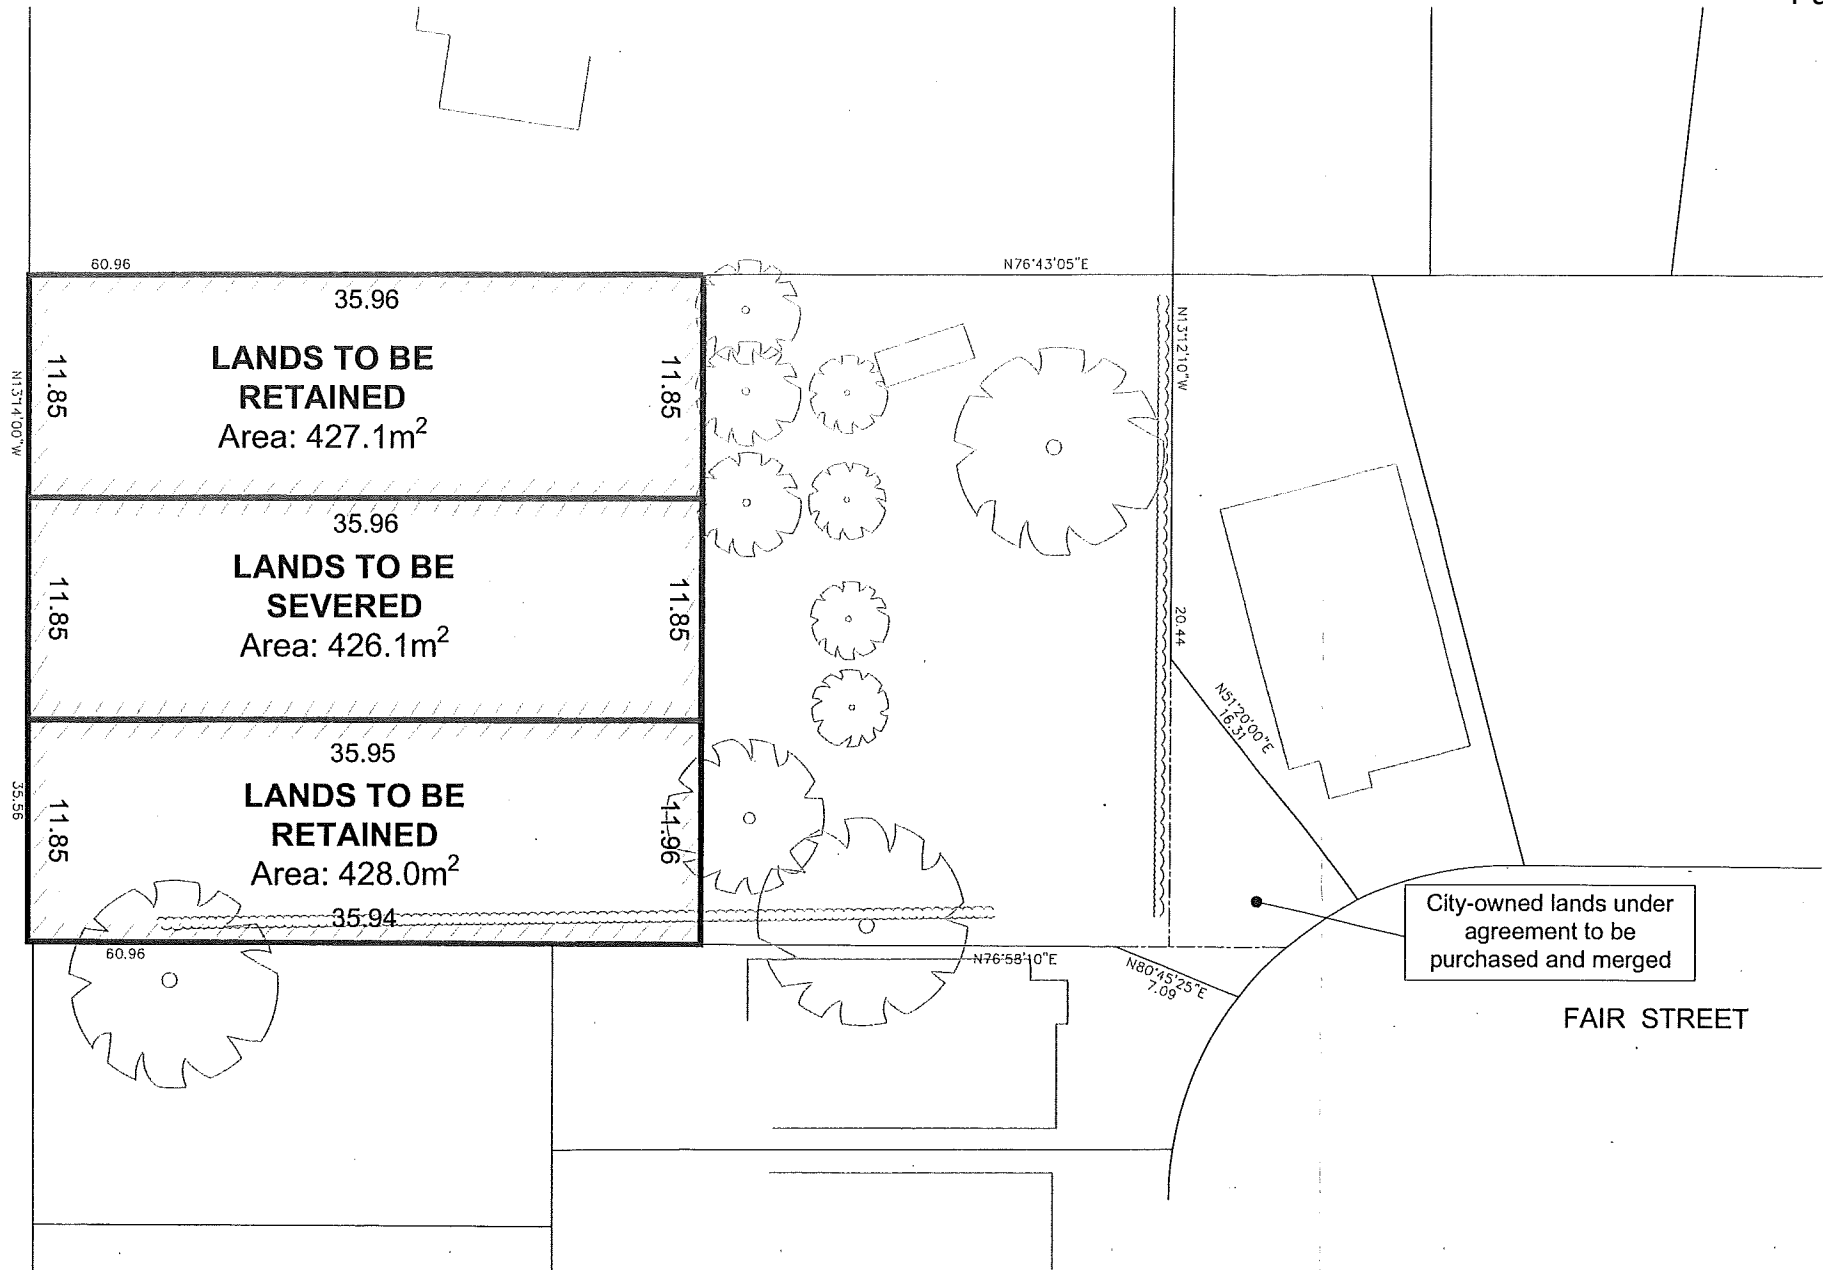 60.96
N76°43'05"E
35.96
LANDS TO BE
RETAINED
Area: 427.1m²
11.85
11.85
N13°14'00"W
N13°12'10"W
35.96
LANDS TO BE
SEVERED
Area: 426.1m²
11.85
11.85
20.44
N51°20'00"E
16.31
35.95
LANDS TO BE
RETAINED
Area: 428.0m²
11.85
11.96
35.56
35.94
60.96
N76°58'10"E
N80°45'25"E
7.09
City-owned lands under
agreement to be
purchased and merged
FAIR STREET